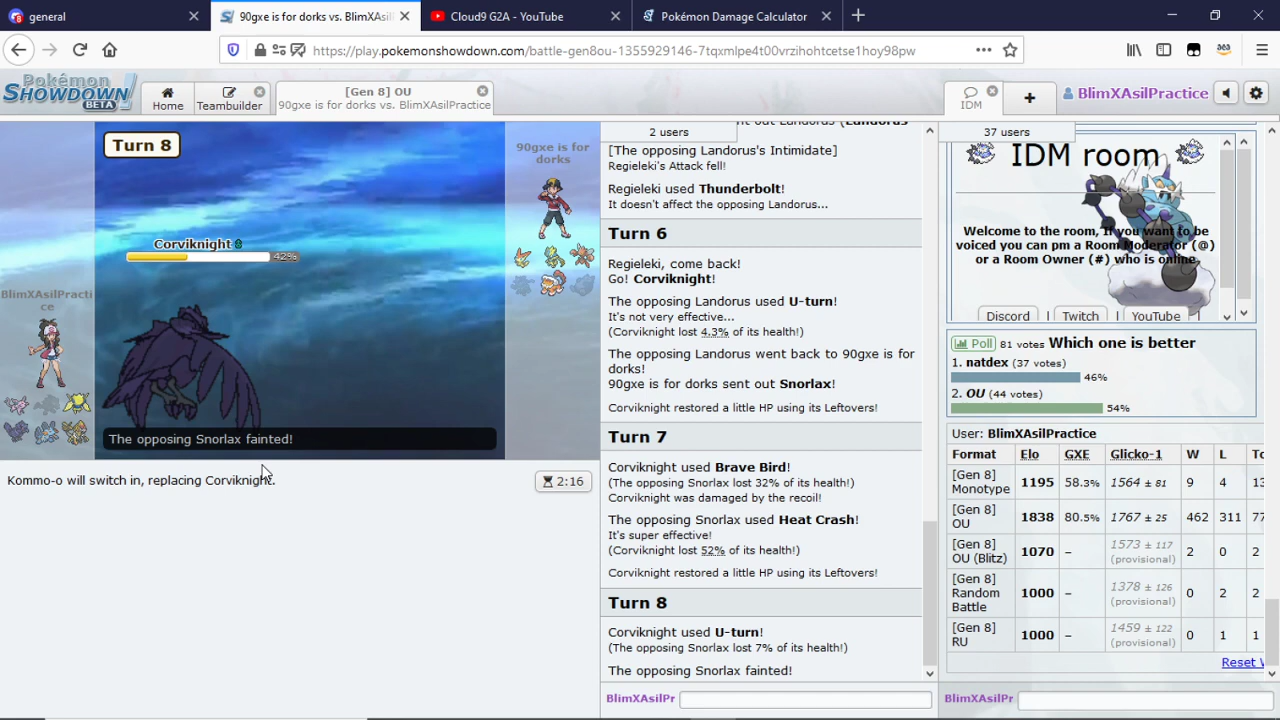 general
90gxe is for dorks vs. BlimXAsil
Cloud9 G2A - YouTube
Pokémon Damage Calculator
https://play.pokemonshowdown.com/battle-gen8ou-1355929146-7tqxmlpe4t00vrzihohtcetse1hoy98pw
Pokémon
SHOWDOWN
BETA
Home
Teambuilder
[Gen 8] OU
90gxe is for dorks vs. BlimXAsilPractice
IDM
BlimXAsilPractice
Turn 8
90gxe is for
dorks
Corviknight
42%
BlimXAsilPracti
ce
The opposing Snorlax fainted!
Kommo-o will switch in, replacing Corviknight.
2:16
2 users
[The opposing Landorus's Intimidate]
Regieleki's Attack fell!
Regieleki used Thunderbolt!
It doesn't affect the opposing Landorus...
Turn 6
Regieleki, come back!
Go! Corviknight!
The opposing Landorus used U-turn!
It's not very effective...
(Corviknight lost 4.3% of its health!)
The opposing Landorus went back to 90gxe is for
dorks!
90gxe is for dorks sent out Snorlax!
Corviknight restored a little HP using its Leftovers!
Turn 7
Corviknight used Brave Bird!
(The opposing Snorlax lost 32% of its health!)
Corviknight was damaged by the recoil!
The opposing Snorlax used Heat Crash!
It's super effective!
(Corviknight lost 52% of its health!)
Corviknight restored a little HP using its Leftovers!
Turn 8
Corviknight used U-turn!
(The opposing Snorlax lost 7% of its health!)
The opposing Snorlax fainted!
BlimXAsilPr
37 users
IDM room
Welcome to the room, If you want to be
voiced you can pm a Room Moderator (@)
or a Room Owner (#) who is online.
Discord | Twitch | YouTube |
Poll 81 votes Which one is better
1. natdex (37 votes)
46%
2. OU (44 votes)
54%
User: BlimXAsilPractice
Format Elo GXE Glicko-1 W L To
[Gen 8] Monotype 1195 58.3% 1564 ± 81 9 4 13
[Gen 8] OU 1838 80.5% 1767 ± 25 462 311 77
[Gen 8] OU (Blitz) 1070 – 1573 ± 117 (provisional) 2 0 2
[Gen 8] Random Battle 1000 – 1378 ± 126 (provisional) 0 2 2
[Gen 8] RU 1000 – 1459 ± 122 (provisional) 0 1 1
Reset W
BlimXAsilPr